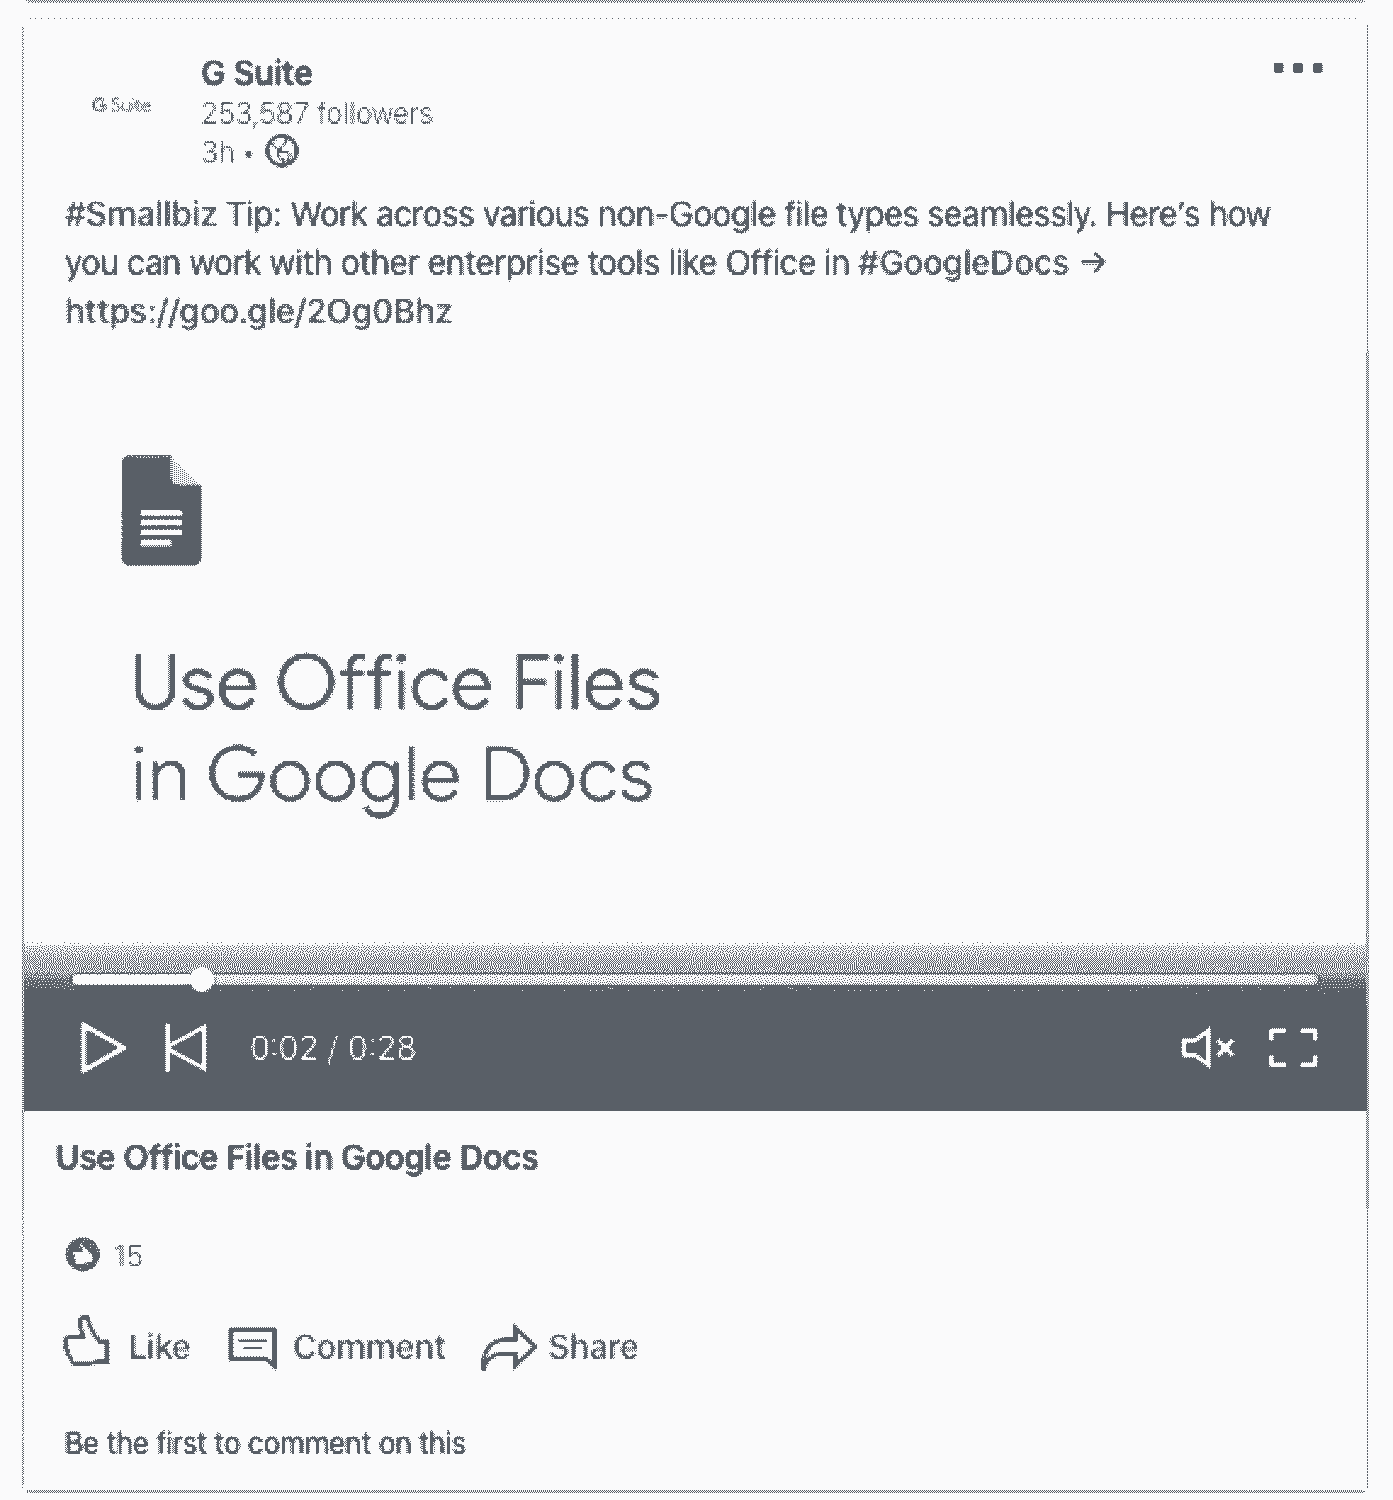 G Suite
G Suite
253,587 followers
3h •
#Smallbiz Tip: Work across various non-Google file types seamlessly. Here's how
you can work with other enterprise tools like Office in #GoogleDocs →
https://goo.gle/2Og0Bhz
Use Office Files
in Google Docs
0:02 / 0:28
Use Office Files in Google Docs
15
Like Comment Share
Be the first to comment on this